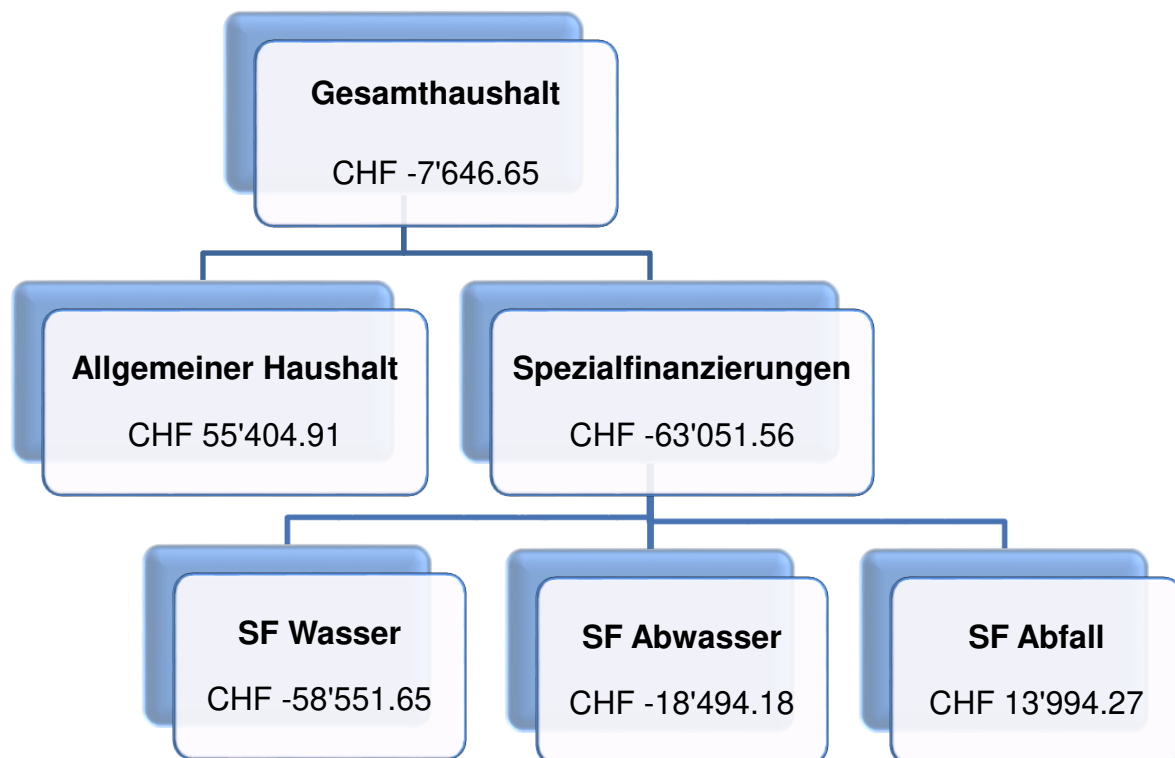 Gesamthaushalt
CHF -7'646.65
Allgemeiner Haushalt
CHF 55'404.91
Spezialfinanzierungen
CHF -63'051.56
SF Wasser
CHF -58'551.65
SF Abwasser
CHF -18'494.18
SF Abfall
CHF 13'994.27